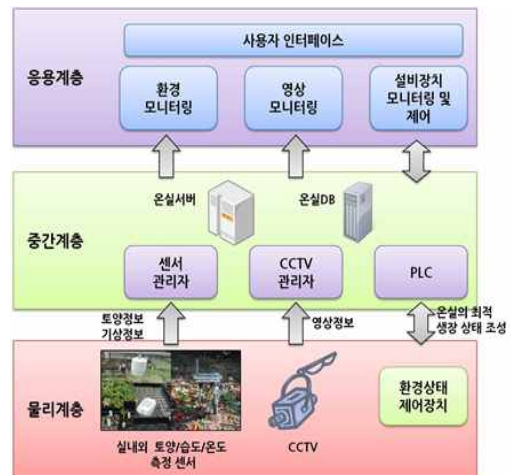 사용자 인터페이스
응용계층
환경
모니터링
영상
모니터링
설비장치
모니터링 및
제어
온실서버
온실DB
중간계층
센서
관리자
CCTV
관리자
PLC
토양정보
기상정보
영상정보
온실의 최적
생장 상태 조성
물리계층
환경상태
제어장치
실내외 토양/습도/온도
측정 센서
CCTV